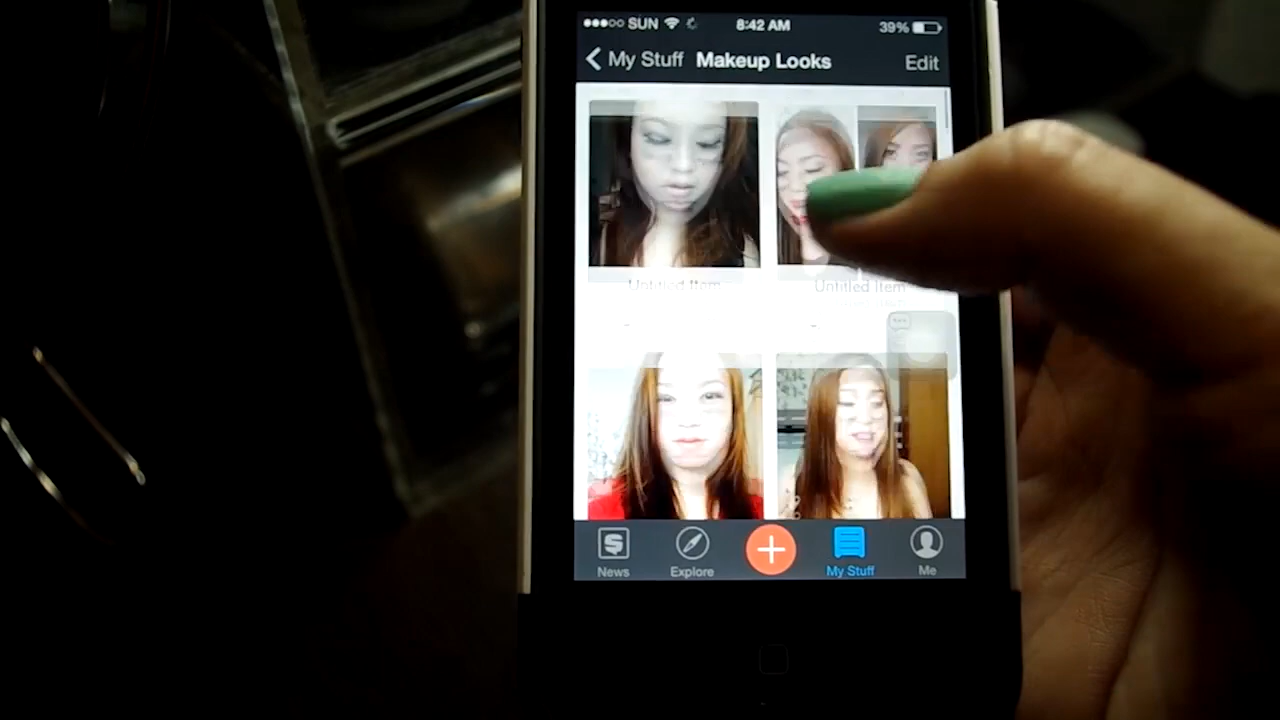 SUN 8:42 AM 39%
My Stuff Makeup Looks Edit
Untitled Item Untitled Item
News Explore My Stuff Me